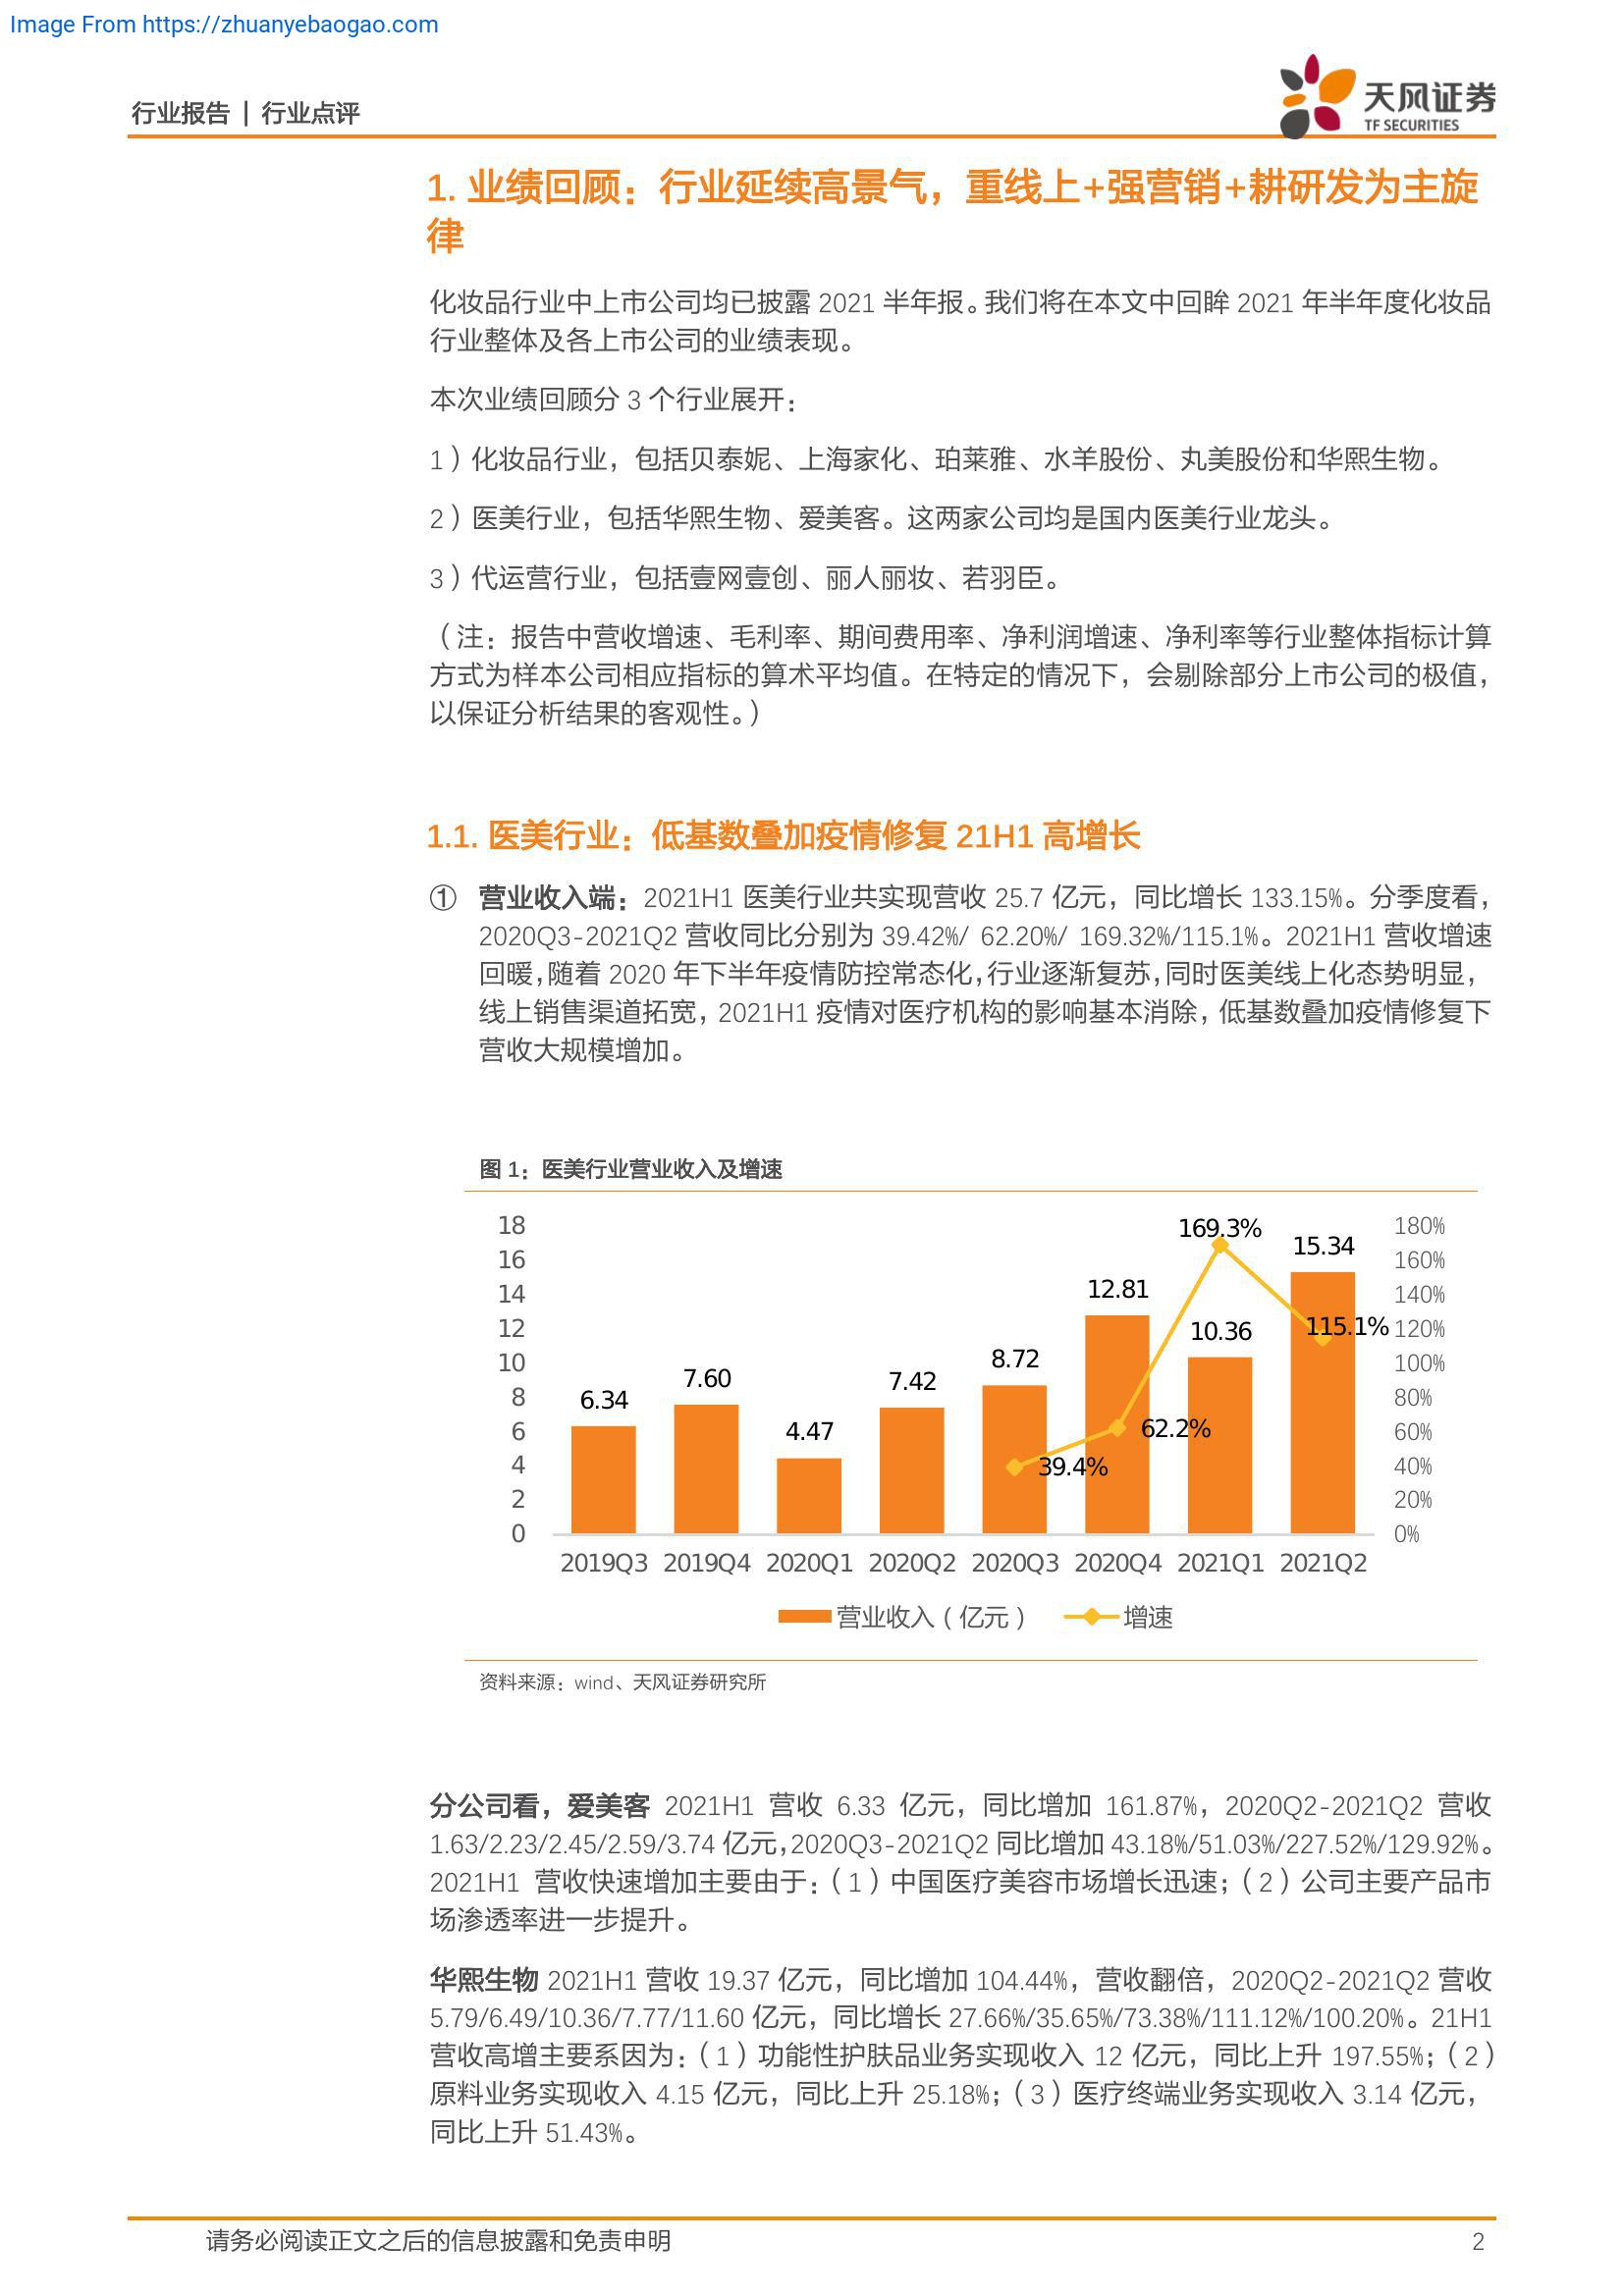 Image From https://zhuanyebaogao.com
行业报告 | 行业点评
天风证券
TF SECURITIES
1. 业绩回顾：行业延续高景气，重线上+强营销+耕研发为主旋
律
化妆品行业中上市公司均已披露 2021 半年报。我们将在本文中回眸 2021 年半年度化妆品
行业整体及各上市公司的业绩表现。
本次业绩回顾分 3 个行业展开：
1）化妆品行业，包括贝泰妮、上海家化、珀莱雅、水羊股份、丸美股份和华熙生物。
2）医美行业，包括华熙生物、爱美客。这两家公司均是国内医美行业龙头。
3）代运营行业，包括壹网壹创、丽人丽妆、若羽臣。
（注：报告中营收增速、毛利率、期间费用率、净利润增速、净利率等行业整体指标计算
方式为样本公司相应指标的算术平均值。在特定的情况下，会剔除部分上市公司的极值，
以保证分析结果的客观性。）
1.1. 医美行业：低基数叠加疫情修复 21H1 高增长
① 营业收入端：2021H1 医美行业共实现营收 25.7 亿元，同比增长 133.15%。分季度看，
2020Q3-2021Q2 营收同比分别为 39.42%/ 62.20%/ 169.32%/115.1%。2021H1 营收增速
回暖，随着 2020 年下半年疫情防控常态化，行业逐渐复苏，同时医美线上化态势明显，
线上销售渠道拓宽，2021H1 疫情对医疗机构的影响基本消除，低基数叠加疫情修复下
营收大规模增加。
图 1：医美行业营业收入及增速
18 169.3% 15.34 180%
16 160%
14 12.81 140%
12 10.36 115.1% 120%
10 8.72 100%
8 6.34 7.60 7.42 80%
6 4.47 62.2% 60%
4 39.4% 40%
2 20%
0 0%
2019Q3 2019Q4 2020Q1 2020Q2 2020Q3 2020Q4 2021Q1 2021Q2
营业收入（亿元） 增速
资料来源：wind、天风证券研究所
分公司看，爱美客 2021H1 营收 6.33 亿元，同比增加 161.87%，2020Q2-2021Q2 营收
1.63/2.23/2.45/2.59/3.74 亿元，2020Q3-2021Q2 同比增加 43.18%/51.03%/227.52%/129.92%。
2021H1 营收快速增加主要由于：（1）中国医疗美容市场增长迅速；（2）公司主要产品市
场渗透率进一步提升。
华熙生物 2021H1 营收 19.37 亿元，同比增加 104.44%，营收翻倍，2020Q2-2021Q2 营收
5.79/6.49/10.36/7.77/11.60 亿元，同比增长 27.66%/35.65%/73.38%/111.12%/100.20%。21H1
营收高增主要系因为：（1）功能性护肤品业务实现收入 12 亿元，同比上升 197.55%；（2）
原料业务实现收入 4.15 亿元，同比上升 25.18%；（3）医疗终端业务实现收入 3.14 亿元，
同比上升 51.43%。
请务必阅读正文之后的信息披露和免责申明 2